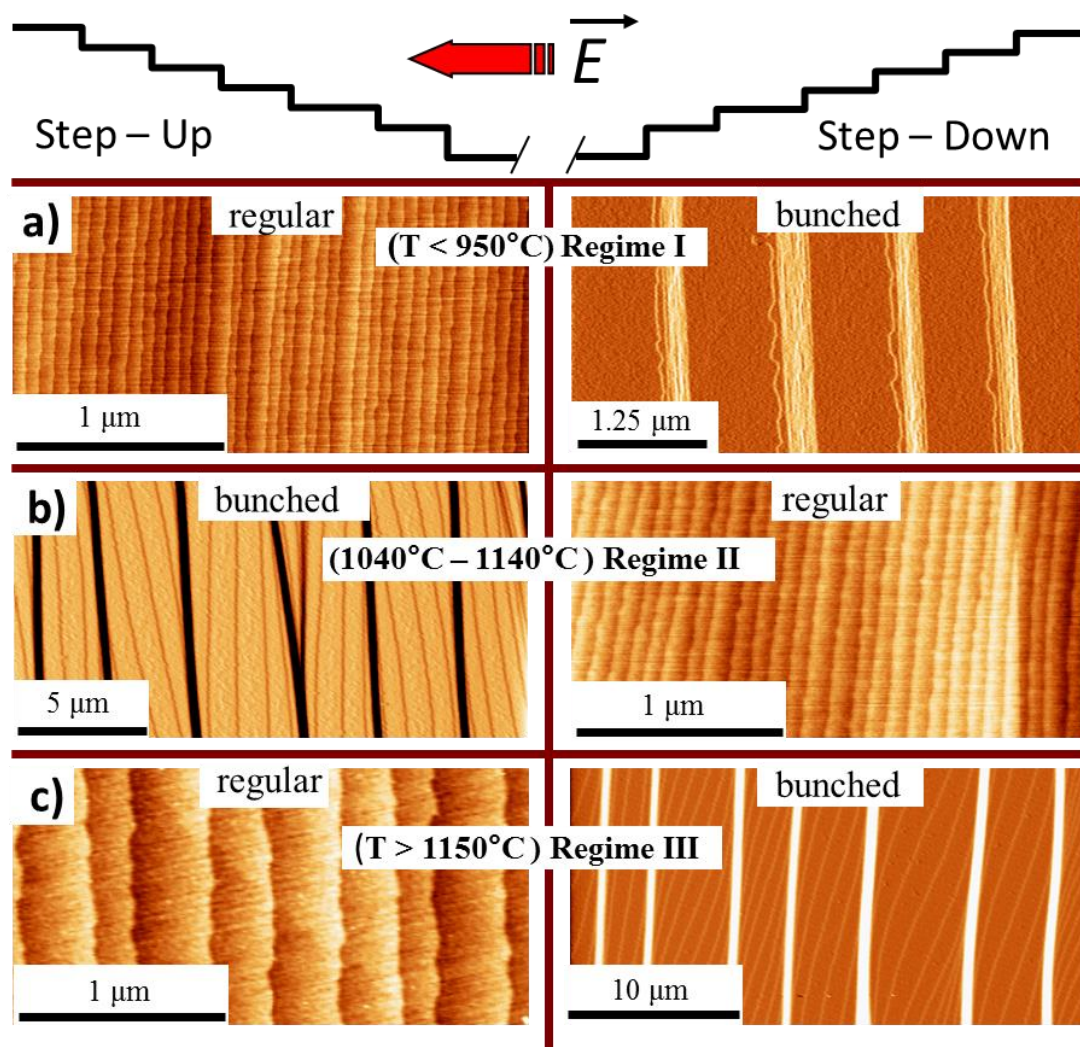 E
Step – Up
Step – Down
a)
regular
bunched
(T < 950°C) Regime I
1 μm
1.25 μm
b)
bunched
regular
(1040°C – 1140°C ) Regime II
5 μm
1 μm
c)
regular
bunched
(T > 1150°C ) Regime III
1 μm
10 μm